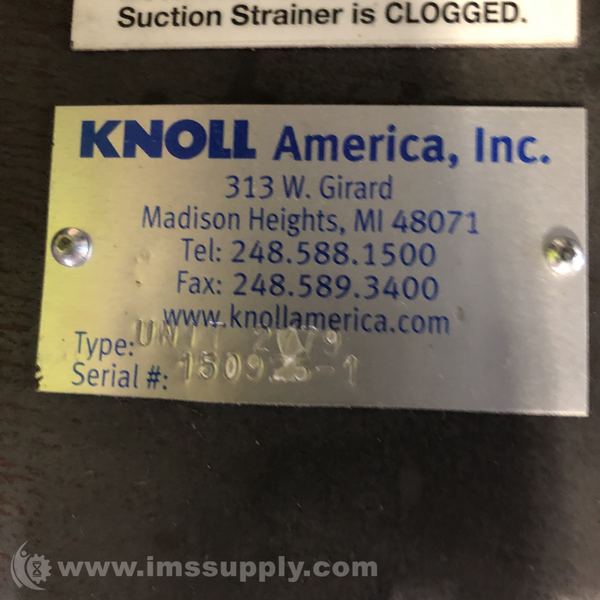 Suction Strainer is CLOGGED.
KNOLL America, Inc.
313 W. Girard
Madison Heights, MI 48071
Tel: 248.588.1500
Fax: 248.589.3400
www.knollamerica.com
Type: UNIT
Serial #:
www.imssupply.com